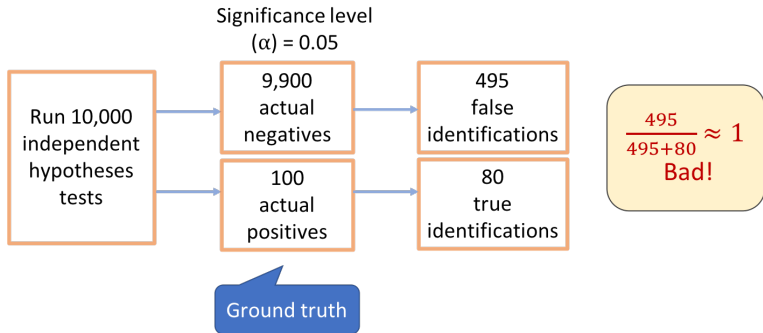 Significance level
(α) = 0.05
Run 10,000
independent
hypotheses
tests
9,900
actual
negatives
495
false
identifications
100
actual
positives
80
true
identifications
495
495+80
≈ 1
Bad!
Ground truth